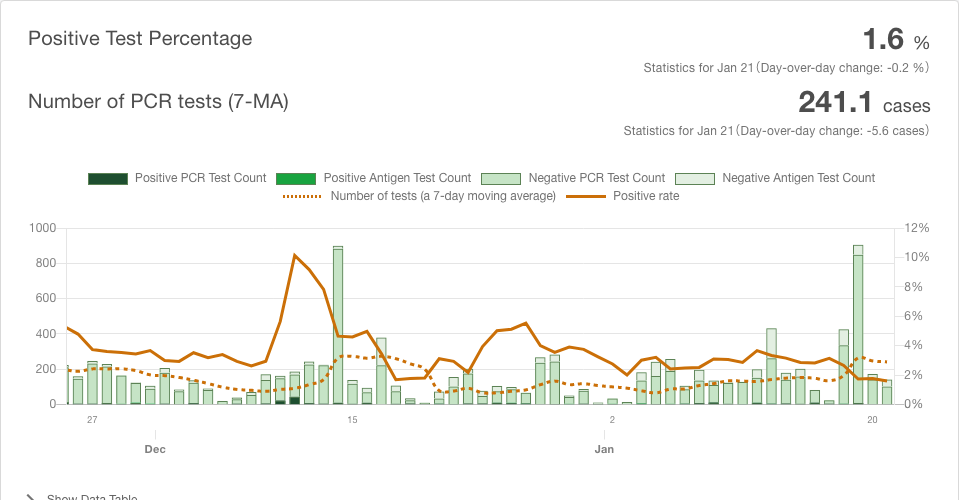 Positive Test Percentage
1.6 %
Statistics for Jan 21(Day-over-day change: -0.2 %)
Number of PCR tests (7-MA)
241.1 cases
Statistics for Jan 21(Day-over-day change: -5.6 cases)
Positive PCR Test Count Positive Antigen Test Count Negative PCR Test Count Negative Antigen Test Count
Number of tests (a 7-day moving average) Positive rate
1000 12%
800 10%
600 8%
400 6%
200 4%
0 2%
0%
27 15 2 20
Dec Jan
Show Data Table